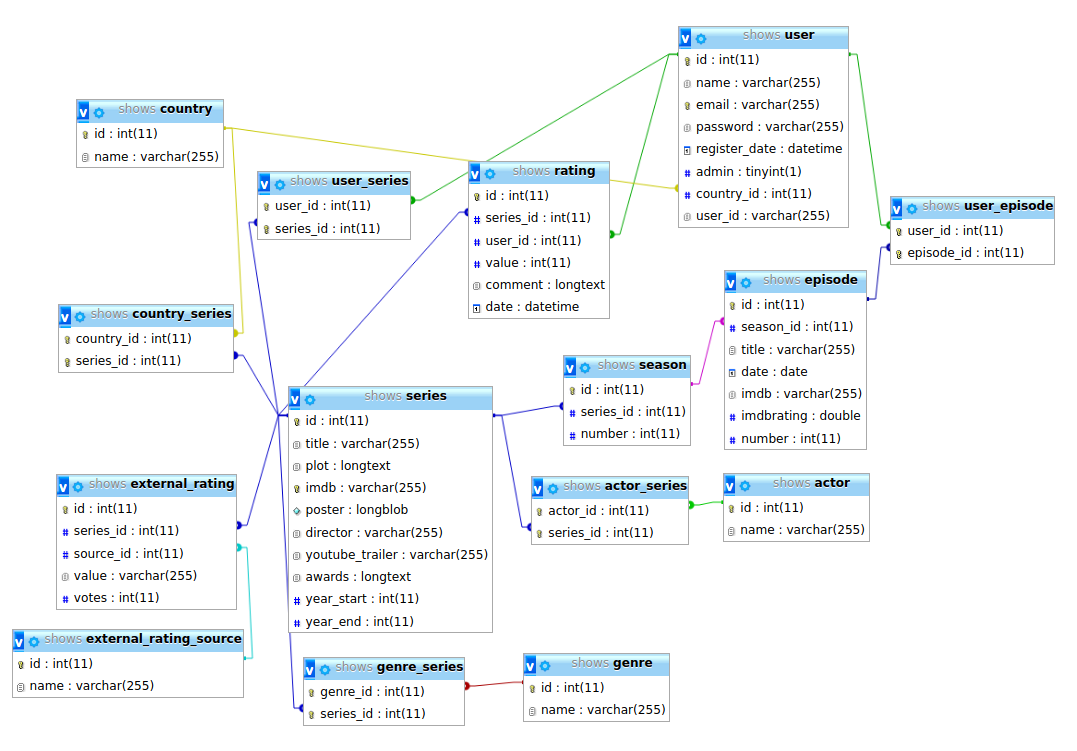 shows user
id : int(11)
name : varchar(255)
email : varchar(255)
password : varchar(255)
register_date : datetime
admin : tinyint(1)
country_id : int(11)
user_id : varchar(255)
shows country
id : int(11)
name : varchar(255)
shows user_series
user_id : int(11)
series_id : int(11)
shows rating
id : int(11)
series_id : int(11)
user_id : int(11)
value : int(11)
comment : longtext
date : datetime
shows user_episode
user_id : int(11)
episode_id : int(11)
shows episode
id : int(11)
season_id : int(11)
title : varchar(255)
date : date
imdb : varchar(255)
imdbrating : double
number : int(11)
shows country_series
country_id : int(11)
series_id : int(11)
shows season
id : int(11)
series_id : int(11)
number : int(11)
shows series
id : int(11)
title : varchar(255)
plot : longtext
imdb : varchar(255)
poster : longblob
director : varchar(255)
youtube_trailer : varchar(255)
awards : longtext
year_start : int(11)
year_end : int(11)
shows external_rating
id : int(11)
series_id : int(11)
source_id : int(11)
value : varchar(255)
votes : int(11)
shows actor_series
actor_id : int(11)
series_id : int(11)
shows actor
id : int(11)
name : varchar(255)
shows external_rating_source
id : int(11)
name : varchar(255)
shows genre_series
genre_id : int(11)
series_id : int(11)
shows genre
id : int(11)
name : varchar(255)